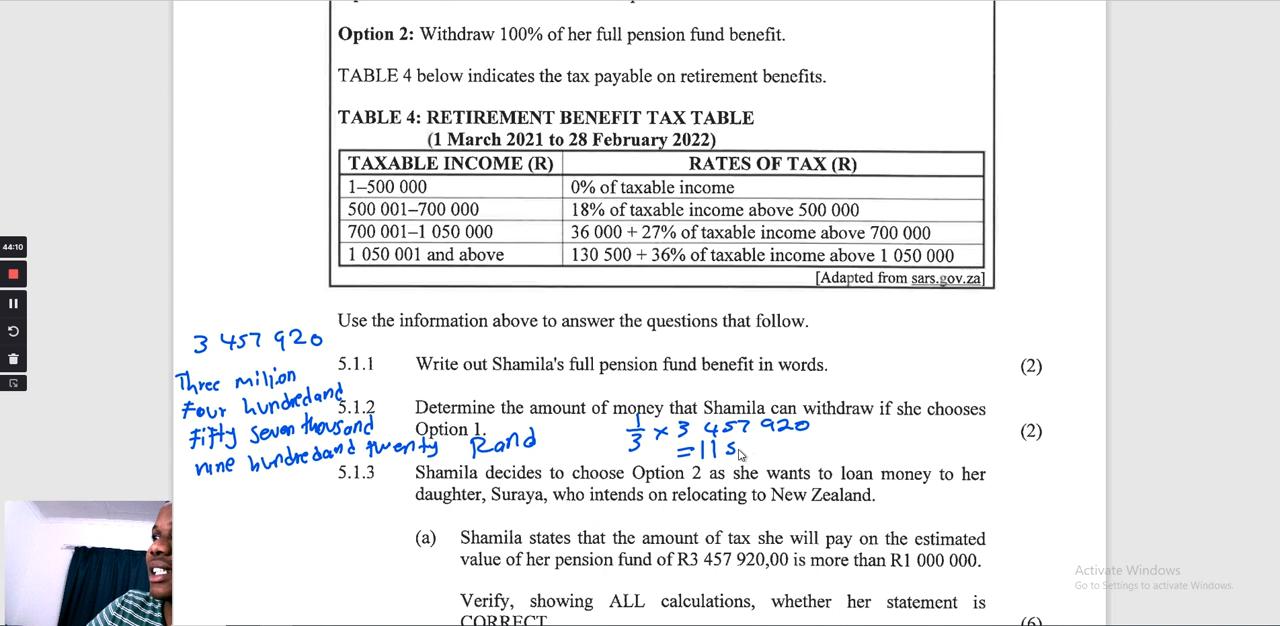 Option 2: Withdraw 100% of her full pension fund benefit.
TABLE 4 below indicates the tax payable on retirement benefits.
TABLE 4: RETIREMENT BENEFIT TAX TABLE
(1 March 2021 to 28 February 2022)
TAXABLE INCOME (R) RATES OF TAX (R)
1–500 000 0% of taxable income
500 001–700 000 18% of taxable income above 500 000
700 001–1 050 000 36 000 + 27% of taxable income above 700 000
1 050 001 and above 130 500 + 36% of taxable income above 1 050 000
[Adapted from sars.gov.za]
44:10
Use the information above to answer the questions that follow.
3 457 920
5.1.1 Write out Shamila's full pension fund benefit in words. (2)
Three million
Four hundred and
fifty seven thousand
nine hundred and twenty Rand
5.1.2 Determine the amount of money that Shamila can withdraw if she chooses
Option 1. (2)
1/3 × 3 457 920
= 11 5
5.1.3 Shamila decides to choose Option 2 as she wants to loan money to her
daughter, Suraya, who intends on relocating to New Zealand.
(a) Shamila states that the amount of tax she will pay on the estimated
value of her pension fund of R3 457 920,00 is more than R1 000 000.
Verify, showing ALL calculations, whether her statement is
CORRECT. (6)
Activate Windows
Go to Settings to activate Windows.